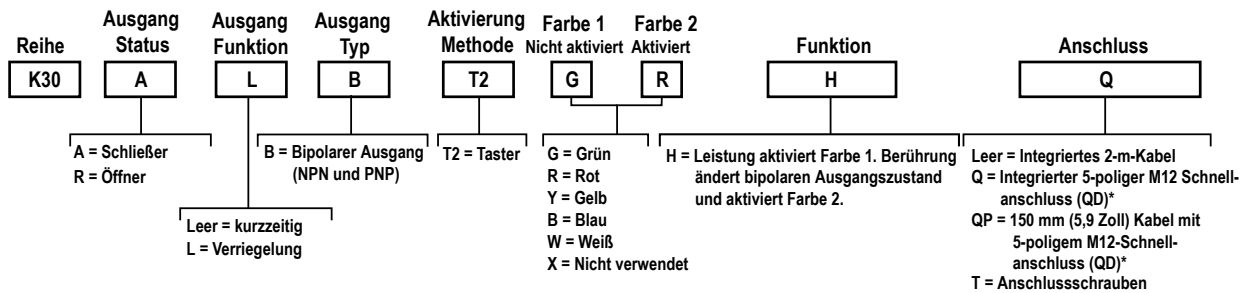 Reihe
Ausgang
Status
Ausgang
Funktion
Ausgang
Typ
Aktivierung
Methode
Farbe 1
Nicht aktiviert
Farbe 2
Aktiviert
Funktion
Anschluss
K30
A
L
B
T2
G
R
H
Q
A = Schließer
R = Öffner
Leer = kurzzeitig
L = Verriegelung
B = Bipolarer Ausgang
(NPN und PNP)
T2 = Taster
G = Grün
R = Rot
Y = Gelb
B = Blau
W = Weiß
X = Nicht verwendet
H = Leistung aktiviert Farbe 1. Berührung
ändert bipolaren Ausgangszustand
und aktiviert Farbe 2.
Leer = Integriertes 2-m-Kabel
Q = Integrierter 5-poliger M12 Schnell-
anschluss (QD)*
QP = 150 mm (5,9 Zoll) Kabel mit
5-poligem M12-Schnell-
anschluss (QD)*
T = Anschlussschrauben